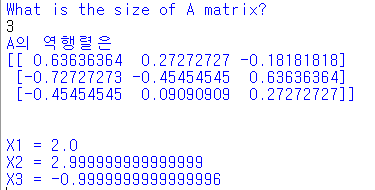 What is the size of A matrix?
3
A의 역행렬은
[[ 0.63636364  0.27272727 -0.18181818]
 [-0.72727273 -0.45454545  0.63636364]
 [-0.45454545  0.09090909  0.27272727]]
X1 = 2.0
X2 = 2.999999999999999
X3 = -0.9999999999999996